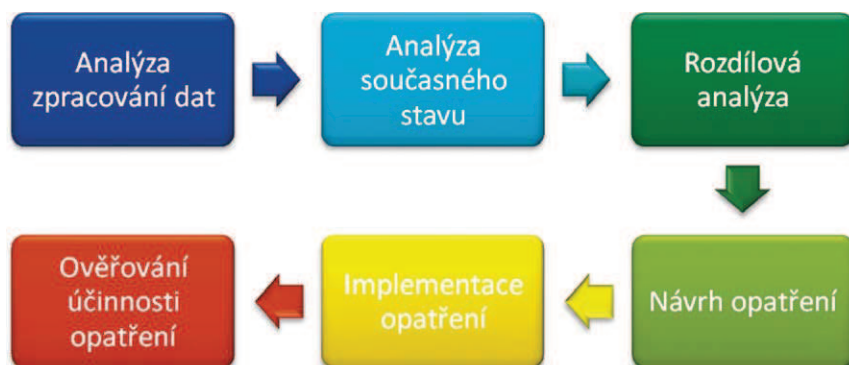 Analýza
zpracování dat
Analýza
současného
stavu
Rozdílová
analýza
Návrh opatření
Implementace
opatření
Ověřování
účinnosti
opatření